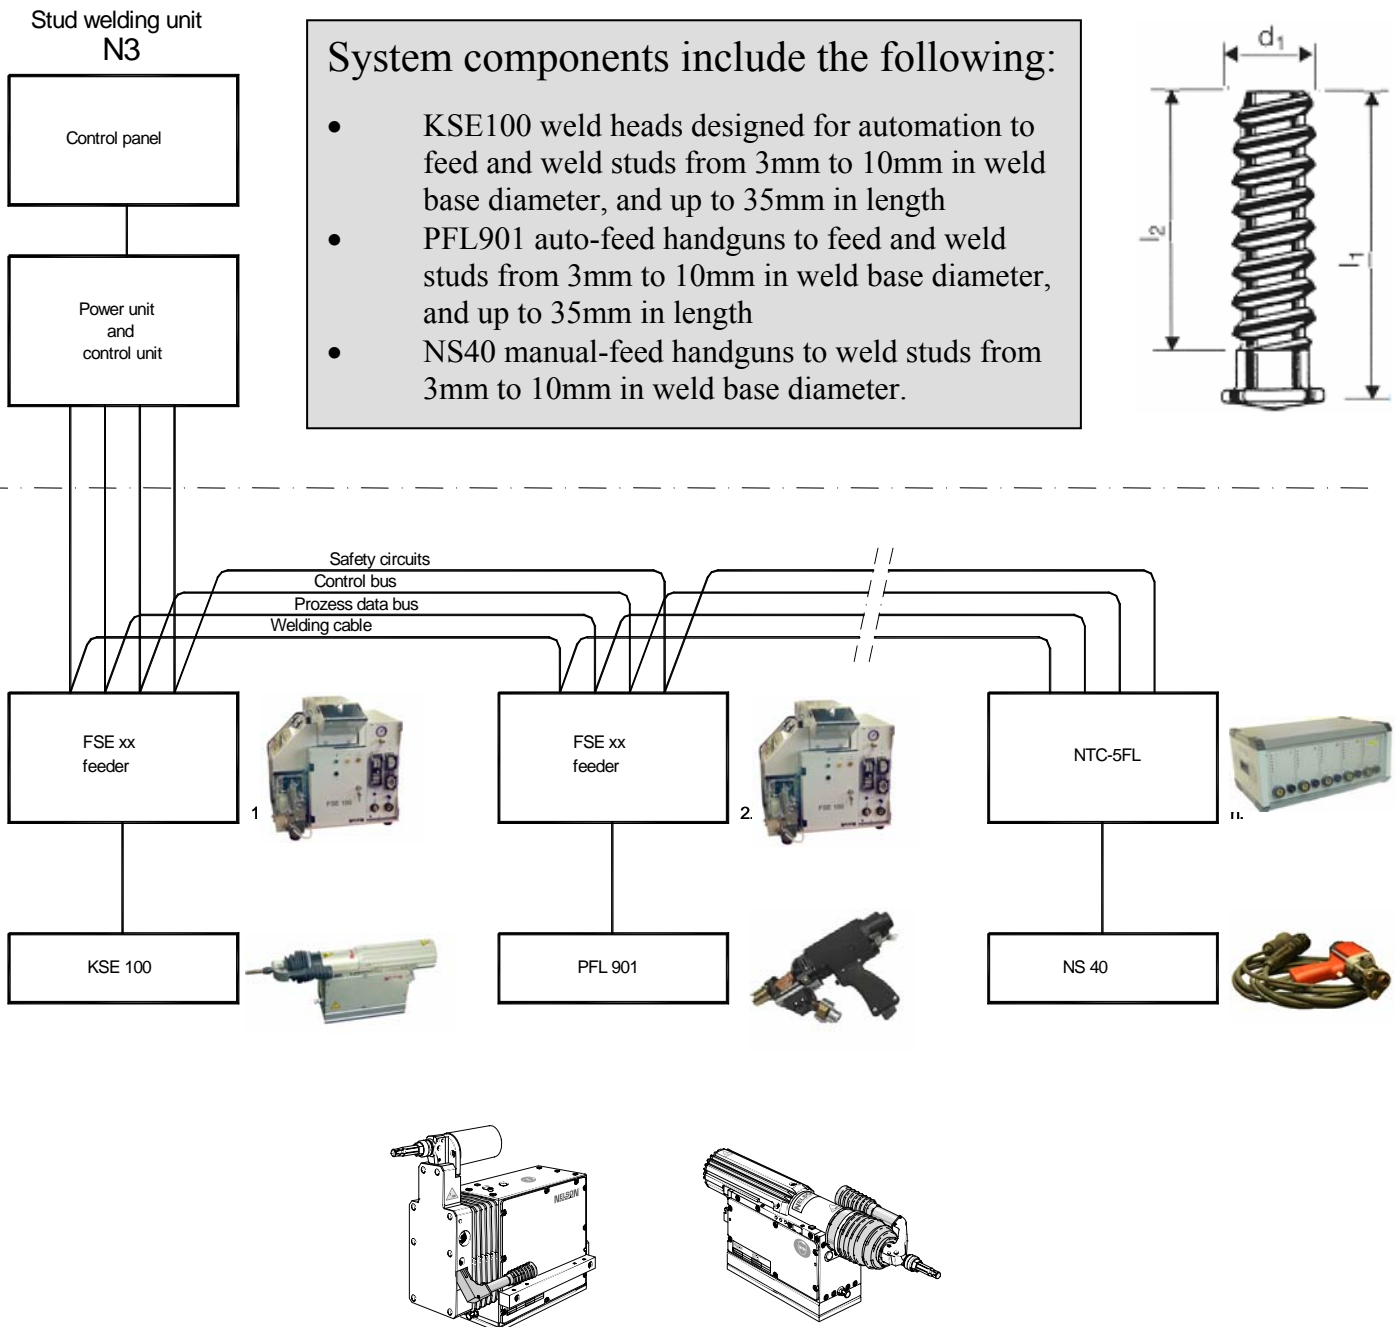 Stud welding unit
N3
Control panel
Power unit
and
control unit
System components include the following:
• KSE100 weld heads designed for automation to
feed and weld studs from 3mm to 10mm in weld
base diameter, and up to 35mm in length
• PFL901 auto-feed handguns to feed and weld
studs from 3mm to 10mm in weld base diameter,
and up to 35mm in length
• NS40 manual-feed handguns to weld studs from
3mm to 10mm in weld base diameter.
d1
l2
l1
Safety circuits
Control bus
Prozess data bus
Welding cable
FSE xx
feeder
1
FSE 100
FSE xx
feeder
2.
FSE 100
NTC-5FL
n.
KSE 100
PFL 901
NS 40
NELSON